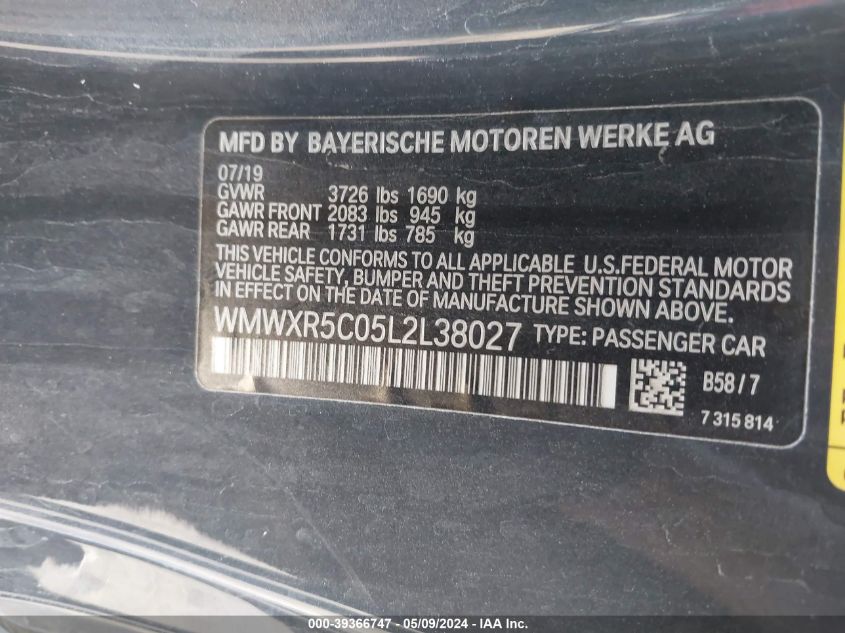 MFD BY BAYERISCHE MOTOREN WERKE AG
07/19
GVWR 3726 lbs 1690 kg
GAWR FRONT 2083 lbs 945 kg
GAWR REAR 1731 lbs 785 kg
THIS VEHICLE CONFORMS TO ALL APPLICABLE U.S.FEDERAL MOTOR
VEHICLE SAFETY, BUMPER AND THEFT PREVENTION STANDARDS
IN EFFECT ON THE DATE OF MANUFACTURE SHOWN ABOVE.
WMWXR5C05L2L38027 TYPE: PASSENGER CAR
B58/7
7 315 814
000-39366747 - 05/09/2024 - IAA Inc.